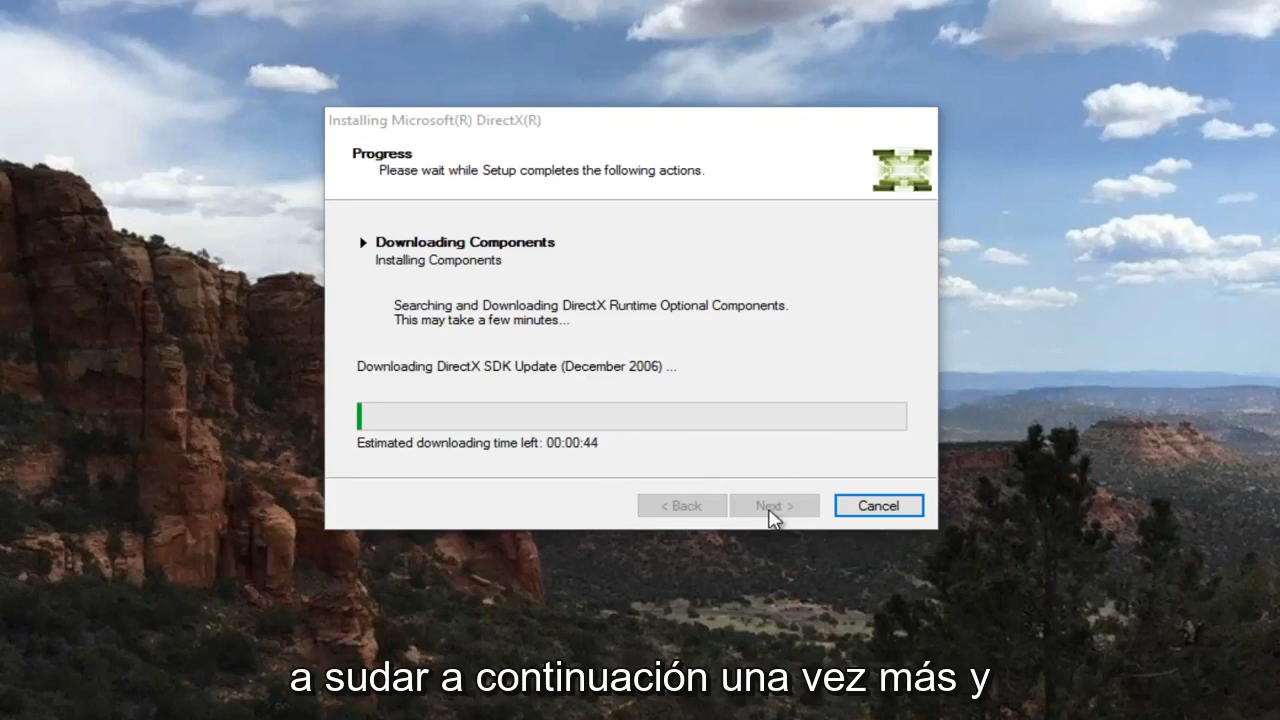 Installing Microsoft(R) DirectX(R)
Progress
Please wait while Setup completes the following actions.
Downloading Components
Installing Components
Searching and Downloading DirectX Runtime Optional Components.
This may take a few minutes...
Downloading DirectX SDK Update (December 2006) ...
Estimated downloading time left: 00:00:44
< Back
Next >
Cancel
a sudar a continuación una vez más y